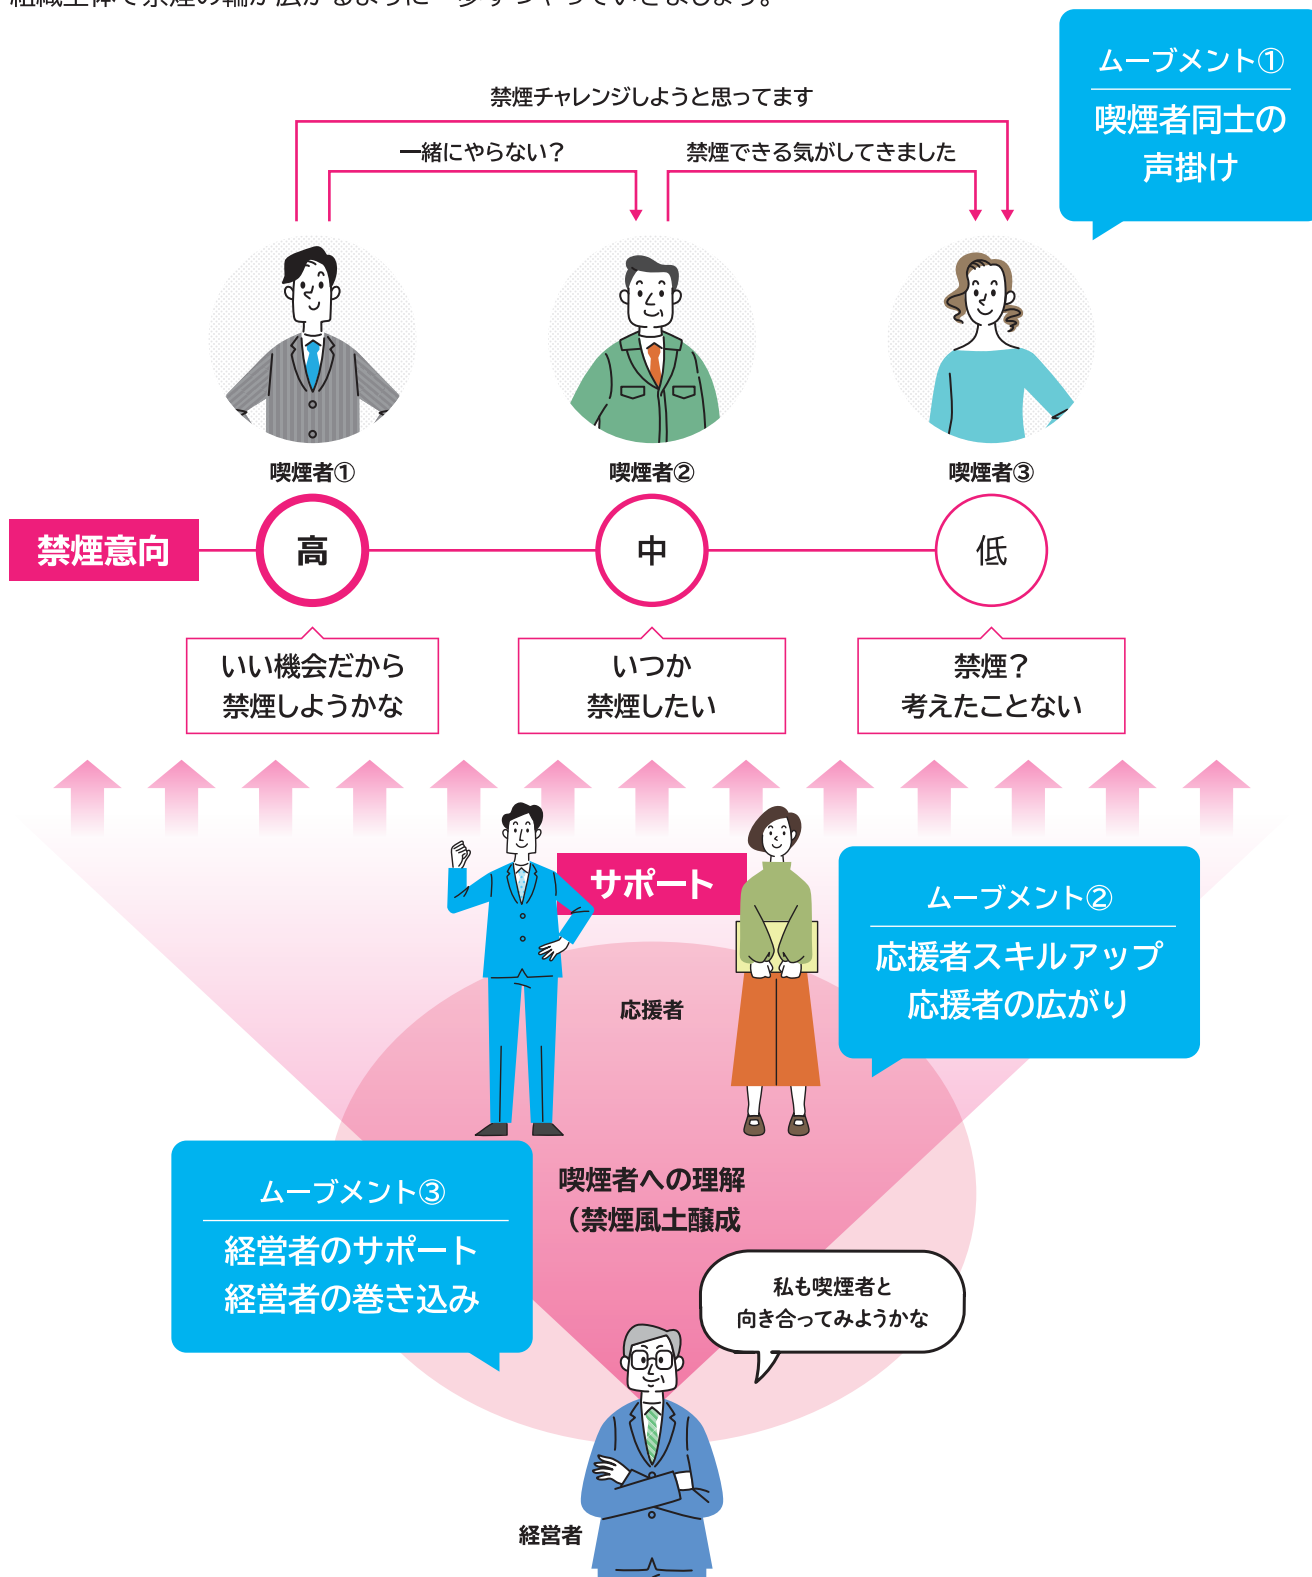 ムーブメント①
喫煙者同士の
声掛け
禁煙チャレンジしようと思ってます
一緒にやらない？
禁煙できる気がしてきました
喫煙者①
喫煙者②
喫煙者③
禁煙意向
高
中
低
いい機会だから
禁煙しようかな
いつか
禁煙したい
禁煙？
考えたことない
サポート
ムーブメント②
応援者スキルアップ
応援者の広がり
応援者
ムーブメント③
経営者のサポート
経営者の巻き込み
喫煙者への理解
（禁煙風土醸成
私も喫煙者と
向き合ってみようかな
経営者